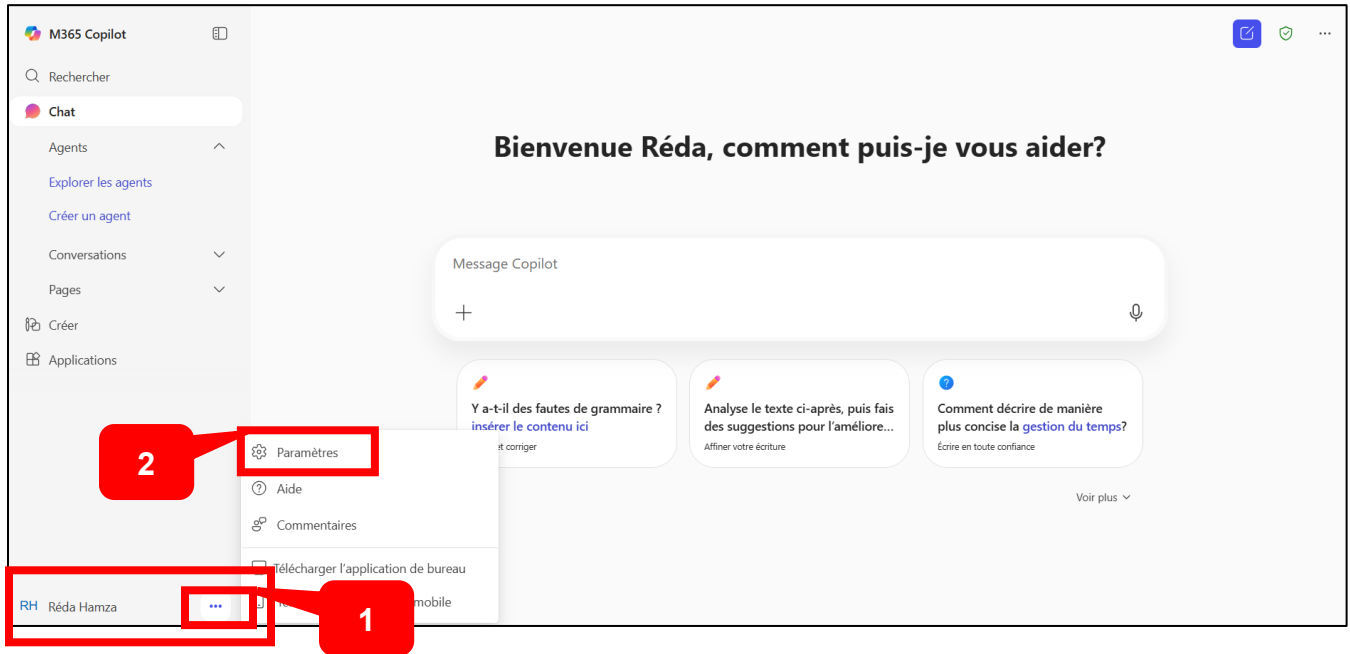 M365 Copilot
Rechercher
Chat
Agents
Explorer les agents
Créer un agent
Conversations
Pages
Créer
Applications
Bienvenue Réda, comment puis-je vous aider?
Message Copilot
Y a-t-il des fautes de grammaire ?
insérer le contenu ici
et corriger
Analyse le texte ci-après, puis fais
des suggestions pour l'améliore...
Affiner votre écriture
Comment décrire de manière
plus concise la gestion du temps?
Écrire en toute confiance
Voir plus
2
Paramètres
Aide
Commentaires
Télécharger l'application de bureau
mobile
RH Réda Hamza
1